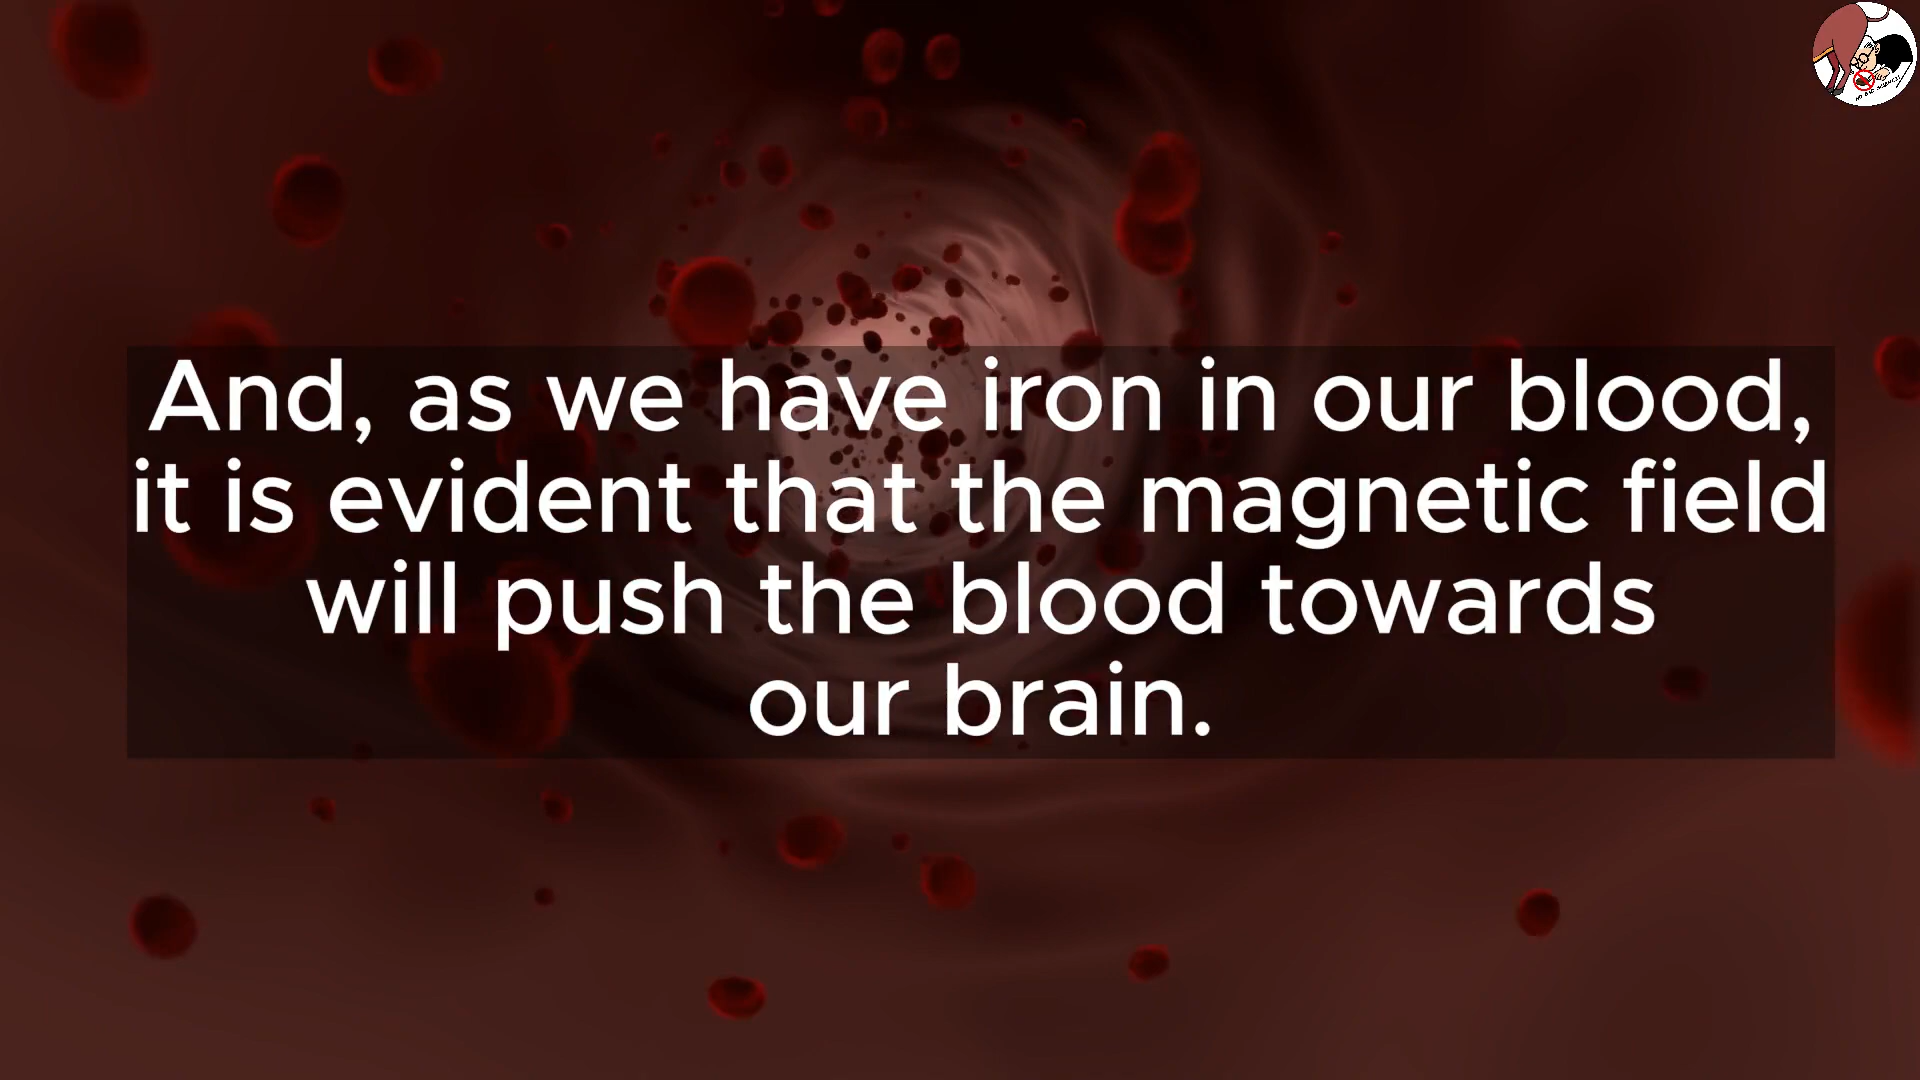 And, as we have iron in our blood,
it is evident that the magnetic field
will push the blood towards
our brain.